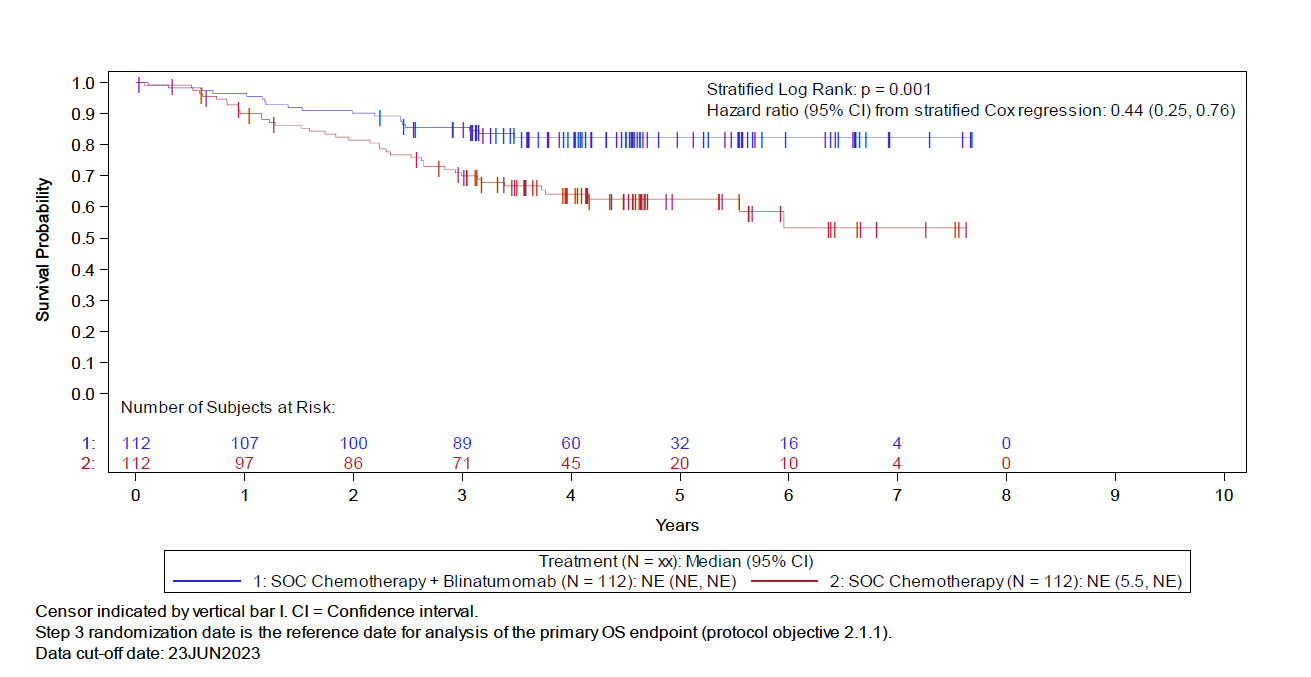 Stratified Log Rank: p = 0.001
Hazard ratio (95% CI) from stratified Cox regression: 0.44 (0.25, 0.76)
Survival Probability
1.0
0.9
0.8
0.7
0.6
0.5
0.4
0.3
0.2
0.1
0.0
Number of Subjects at Risk:
1: 112 107 100 89 60 32 16 4 0
2: 112 97 86 71 45 20 10 4 0
0 1 2 3 4 5 6 7 8 9 10
Years
Treatment (N = xx): Median (95% CI)
1: SOC Chemotherapy + Blinatumomab (N = 112): NE (NE, NE) 2: SOC Chemotherapy (N = 112): NE (5.5, NE)
Censor indicated by vertical bar I. CI = Confidence interval.
Step 3 randomization date is the reference date for analysis of the primary OS endpoint (protocol objective 2.1.1).
Data cut-off date: 23JUN2023